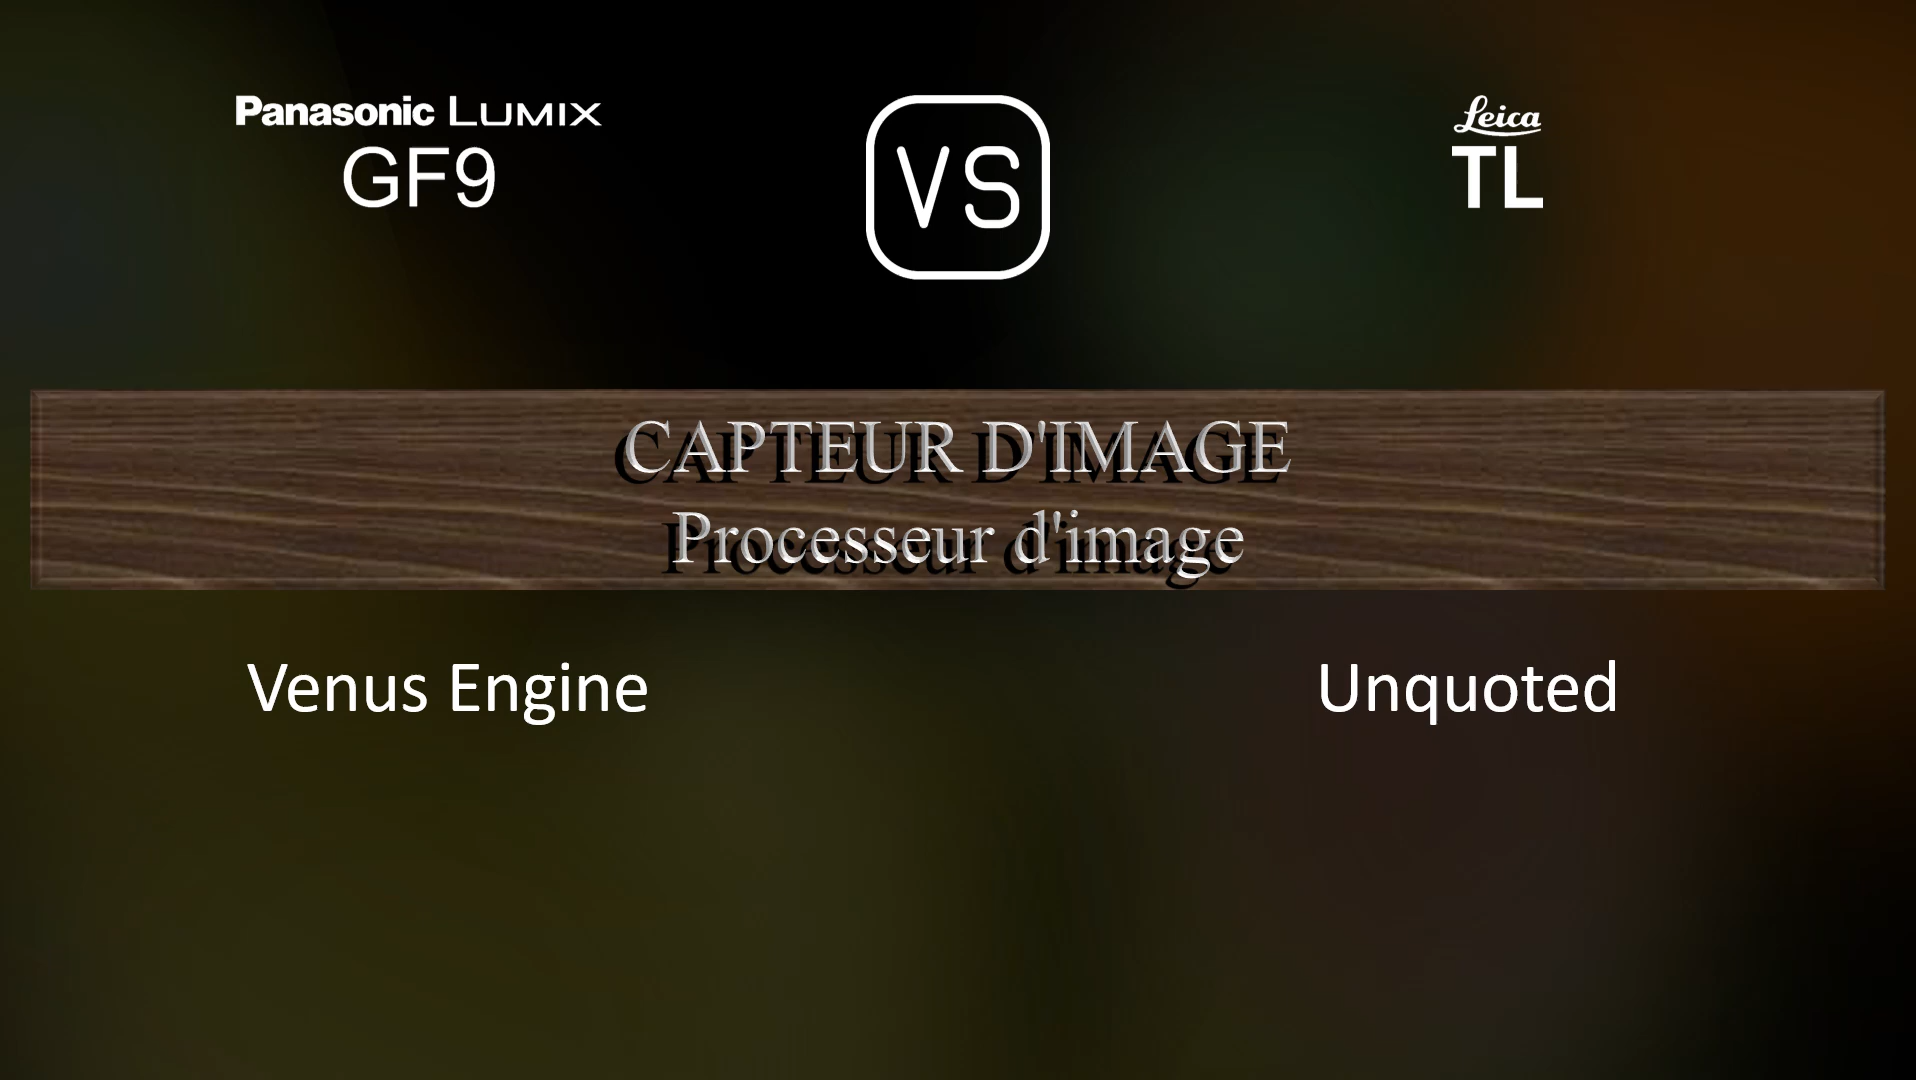 Panasonic LUMIX
GF9
VS
Leica
TL
CAPTEUR D'IMAGE
Processeur d'image
Venus Engine
Unquoted